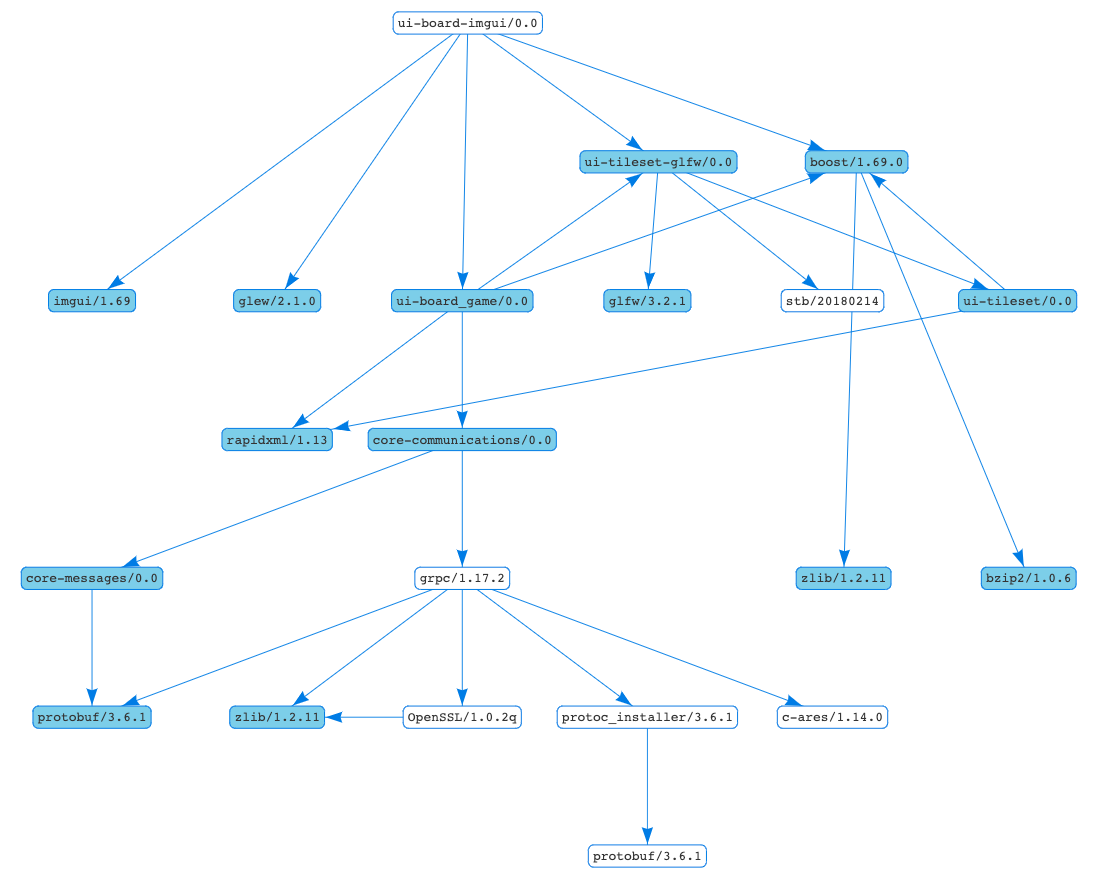 ui-board-imgui/0.0
ui-tileset-glfw/0.0
boost/1.69.0
imgui/1.69
glew/2.1.0
ui-board_game/0.0
glfw/3.2.1
stb/20180214
ui-tileset/0.0
rapidxml/1.13
core-communications/0.0
core-messages/0.0
grpc/1.17.2
zlib/1.2.11
bzip2/1.0.6
protobuf/3.6.1
zlib/1.2.11
OpenSSL/1.0.2q
protoc_installer/3.6.1
c-ares/1.14.0
protobuf/3.6.1